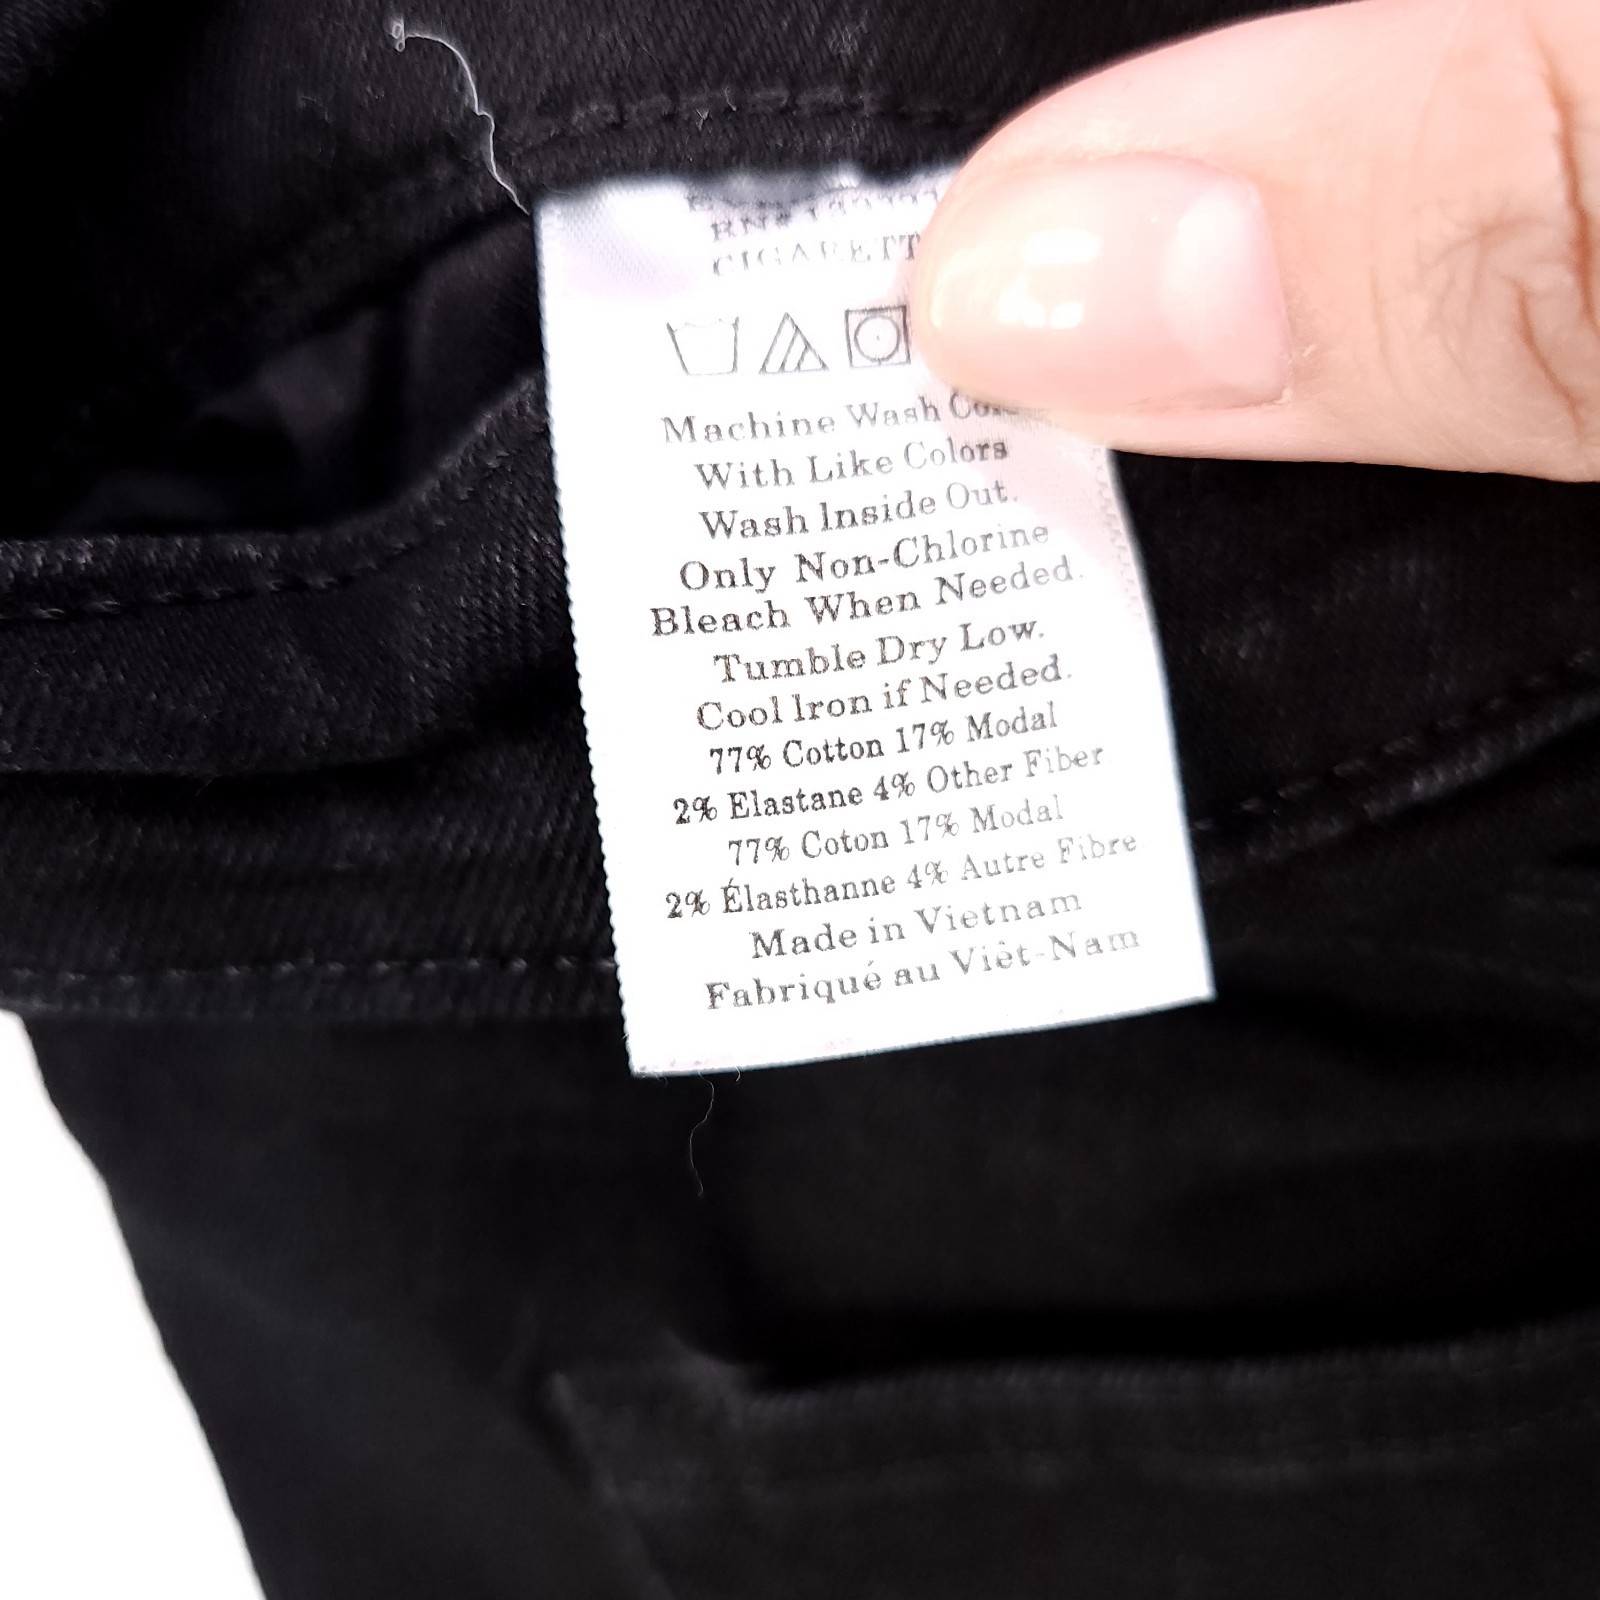 Machine Wash
With Like Colors
Wash Inside Out.
Only Non-Chlorine
Bleach When Needed.
Tumble Dry Low.
Cool Iron if Needed.
77% Cotton 17% Modal
2% Elastane 4% Other Fiber
77% Coton 17% Modal
2% Élasthanne 4% Autre Fibre
Made in Vietnam
Fabriqué au Viêt-Nam